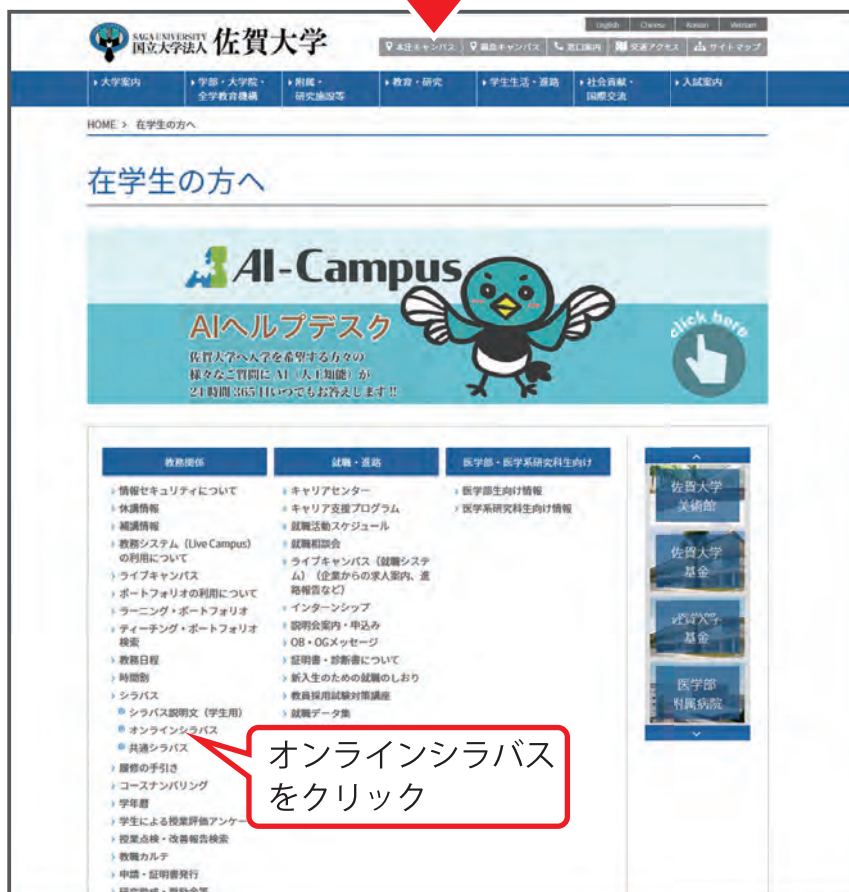 English Chinese Korean Vietnam
SAGA UNIVERSITY
国立大学法人 佐賀大学
本庄キャンパス 鍋島キャンパス 窓口案内 交通アクセス サイトマップ
大学案内
学部・大学院・
全学教育機構
附属・
研究施設等
教育・研究
学生生活・進路
社会貢献・
国際交流
入試案内
HOME > 在学生の方へ
在学生の方へ
AI-Campus
AIヘルプデスク
佐賀大学へ入学を希望する方々の
様々なご質問に AI(人工知能)が
24時間365日いつでもお答えします!!
click here
教務関係
情報セキュリティについて
休講情報
補講情報
教務システム(Live Campus)
の利用について
ライブキャンパス
ポートフォリオの利用について
ラーニング・ポートフォリオ
ティーチング・ポートフォリオ
検索
教務日程
時間割
シラバス
シラバス説明文(学生用)
オンラインシラバス
共通シラバス
履修の手引き
コースナンバリング
学年暦
学生による授業評価アンケー
授業点検・改善報告検索
教職カルテ
申請・証明書発行
研究助成・奨励金等
就職・進路
キャリアセンター
キャリア支援プログラム
就職活動スケジュール
就職相談会
ライブキャンパス(就職システ
ム)(企業からの求人案内、進
路報告など)
インターンシップ
説明会案内・申込み
OB・OGメッセージ
証明書・診断書について
新入生のための就職のしおり
教員採用試験対策講座
就職データ集
医学部・医学系研究科生向け
医学部生向け情報
医学系研究科生向け情報
佐賀大学
美術館
佐賀大学
基金
基金
医学部
附属病院
オンラインシラバス
をクリック